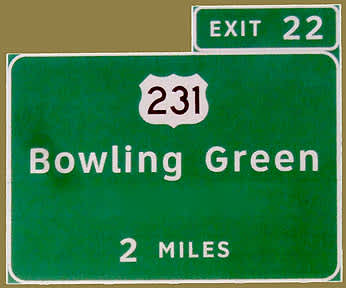 EXIT 22
231
Bowling Green
2 MILES